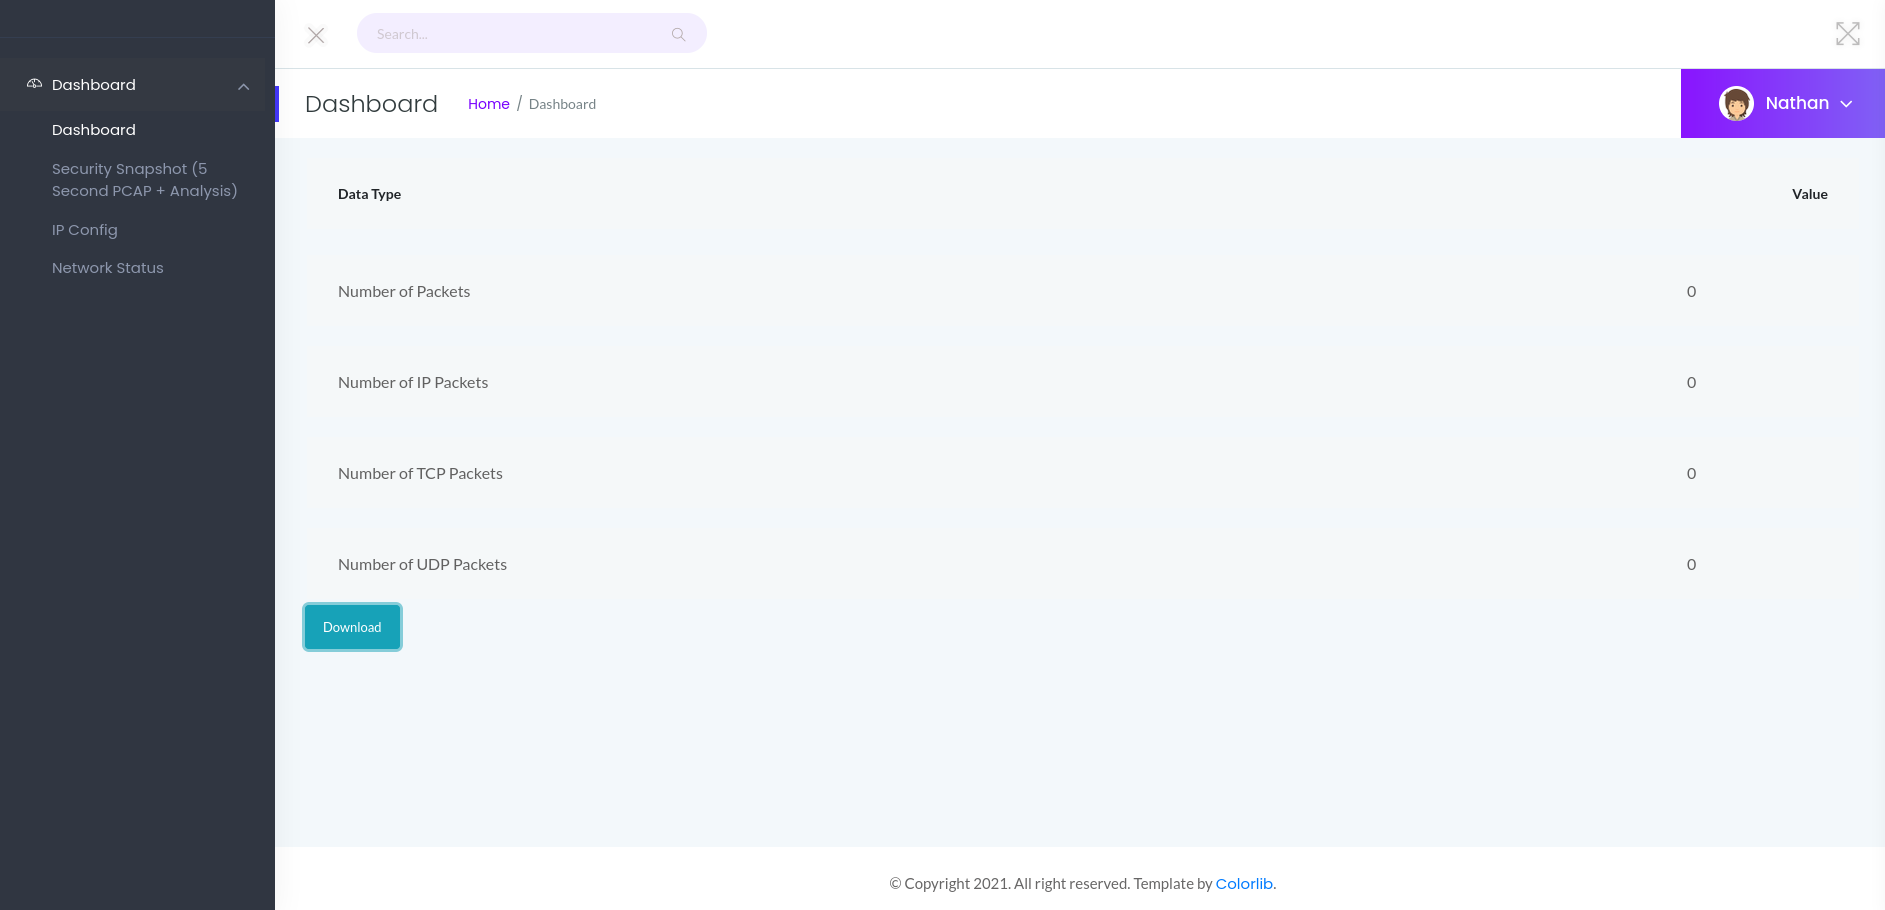 Search...
Dashboard
Dashboard
Security Snapshot (5
Second PCAP + Analysis)
IP Config
Network Status
Dashboard
Home / Dashboard
Nathan
Data Type Value
Number of Packets 0
Number of IP Packets 0
Number of TCP Packets 0
Number of UDP Packets 0
Download
© Copyright 2021. All right reserved. Template by Colorlib.